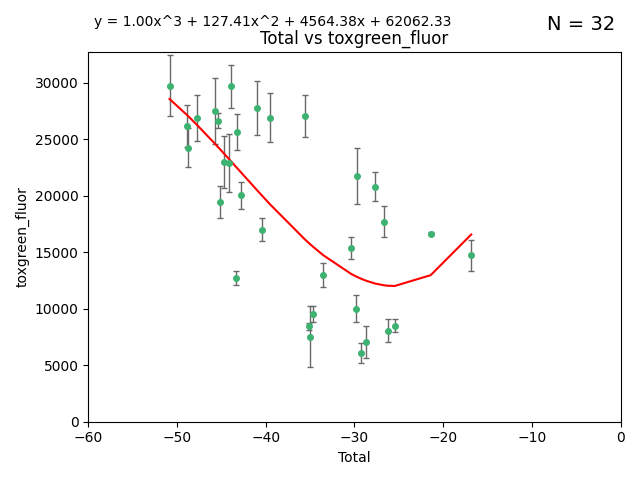 y = 1.00x^3 + 127.41x^2 + 4564.38x + 62062.33
N = 32
Total vs toxgreen_fluor
30000
25000
20000
15000
10000
5000
0
toxgreen_fluor
−60 −50 −40 −30 −20 −10 0
Total